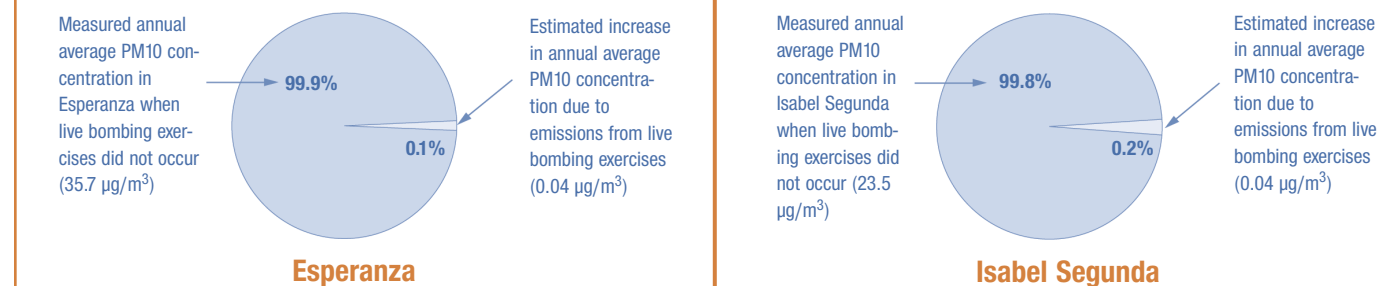 Measured annual
average PM10 con-
centration in
Esperanza when
live bombing exer-
cises did not occur
(35.7 µg/m³)
99.9%
0.1%
Estimated increase
in annual average
PM10 concentra-
tion due to
emissions from live
bombing exercises
(0.04 µg/m³)
Esperanza
Measured annual
average PM10
concentration in
Isabel Segunda
when live bomb-
ing exercises did
not occur (23.5
µg/m³)
99.8%
0.2%
Estimated increase
in annual average
PM10 concentra-
tion due to
emissions from live
bombing exercises
(0.04 µg/m³)
Isabel Segunda